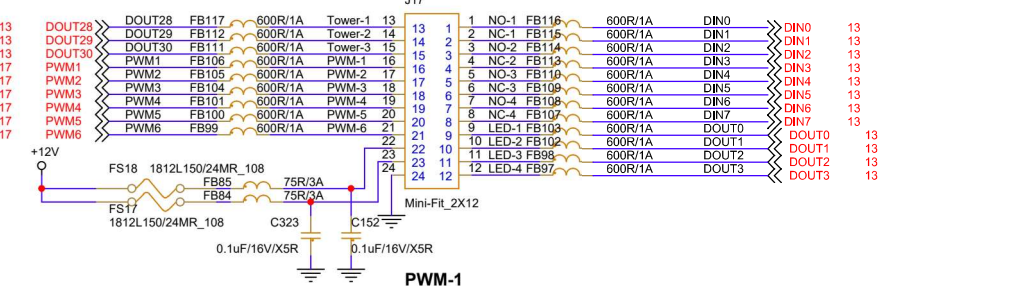 J17
13 DOUT28 DOUT28 FB117 600R/1A Tower-1 13 13 1 1 NO-1 FB116 600R/1A DIN0 DIN0 13
13 DOUT29 DOUT29 FB112 600R/1A Tower-2 14 14 2 2 NC-1 FB115 600R/1A DIN1 DIN1 13
13 DOUT30 DOUT30 FB111 600R/1A Tower-3 15 15 3 3 NO-2 FB114 600R/1A DIN2 DIN2 13
17 PWM1 PWM1 FB106 600R/1A PWM-1 16 16 4 4 NC-2 FB113 600R/1A DIN3 DIN3 13
17 PWM2 PWM2 FB105 600R/1A PWM-2 17 17 5 5 NO-3 FB110 600R/1A DIN4 DIN4 13
17 PWM3 PWM3 FB104 600R/1A PWM-3 18 18 6 6 NC-3 FB109 600R/1A DIN5 DIN5 13
17 PWM4 PWM4 FB101 600R/1A PWM-4 19 19 7 7 NO-4 FB108 600R/1A DIN6 DIN6 13
17 PWM5 PWM5 FB100 600R/1A PWM-5 20 20 8 8 NC-4 FB107 600R/1A DIN7 DIN7 13
17 PWM6 PWM6 FB99 600R/1A PWM-6 21 21 9 9 LED-1 FB103 600R/1A DOUT0 DOUT0 13
22 22 10 10 LED-2 FB102 600R/1A DOUT1 DOUT1 13
+12V 23 23 11 11 LED-3 FB98 600R/1A DOUT2 DOUT2 13
24 24 12 12 LED-4 FB97 600R/1A DOUT3 DOUT3 13
FS18 1812L150/24MR_108
FB85 75R/3A
FB84 75R/3A
Mini-Fit_2X12
FS17
1812L150/24MR_108
C323 C152
0.1uF/16V/X5R 0.1uF/16V/X5R
PWM-1